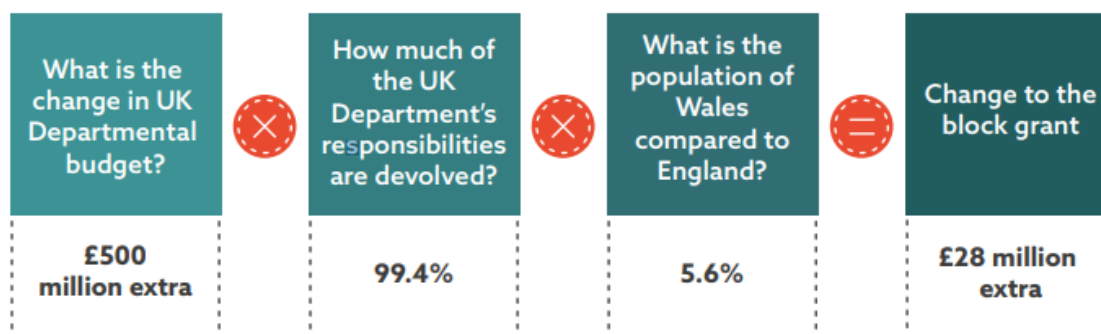 What is the
change in UK
Departmental
budget?
×
How much of
the UK
Department's
responsibilities
are devolved?
×
What is the
population of
Wales
compared to
England?
=
Change to the
block grant
£500
million extra
99.4%
5.6%
£28 million
extra